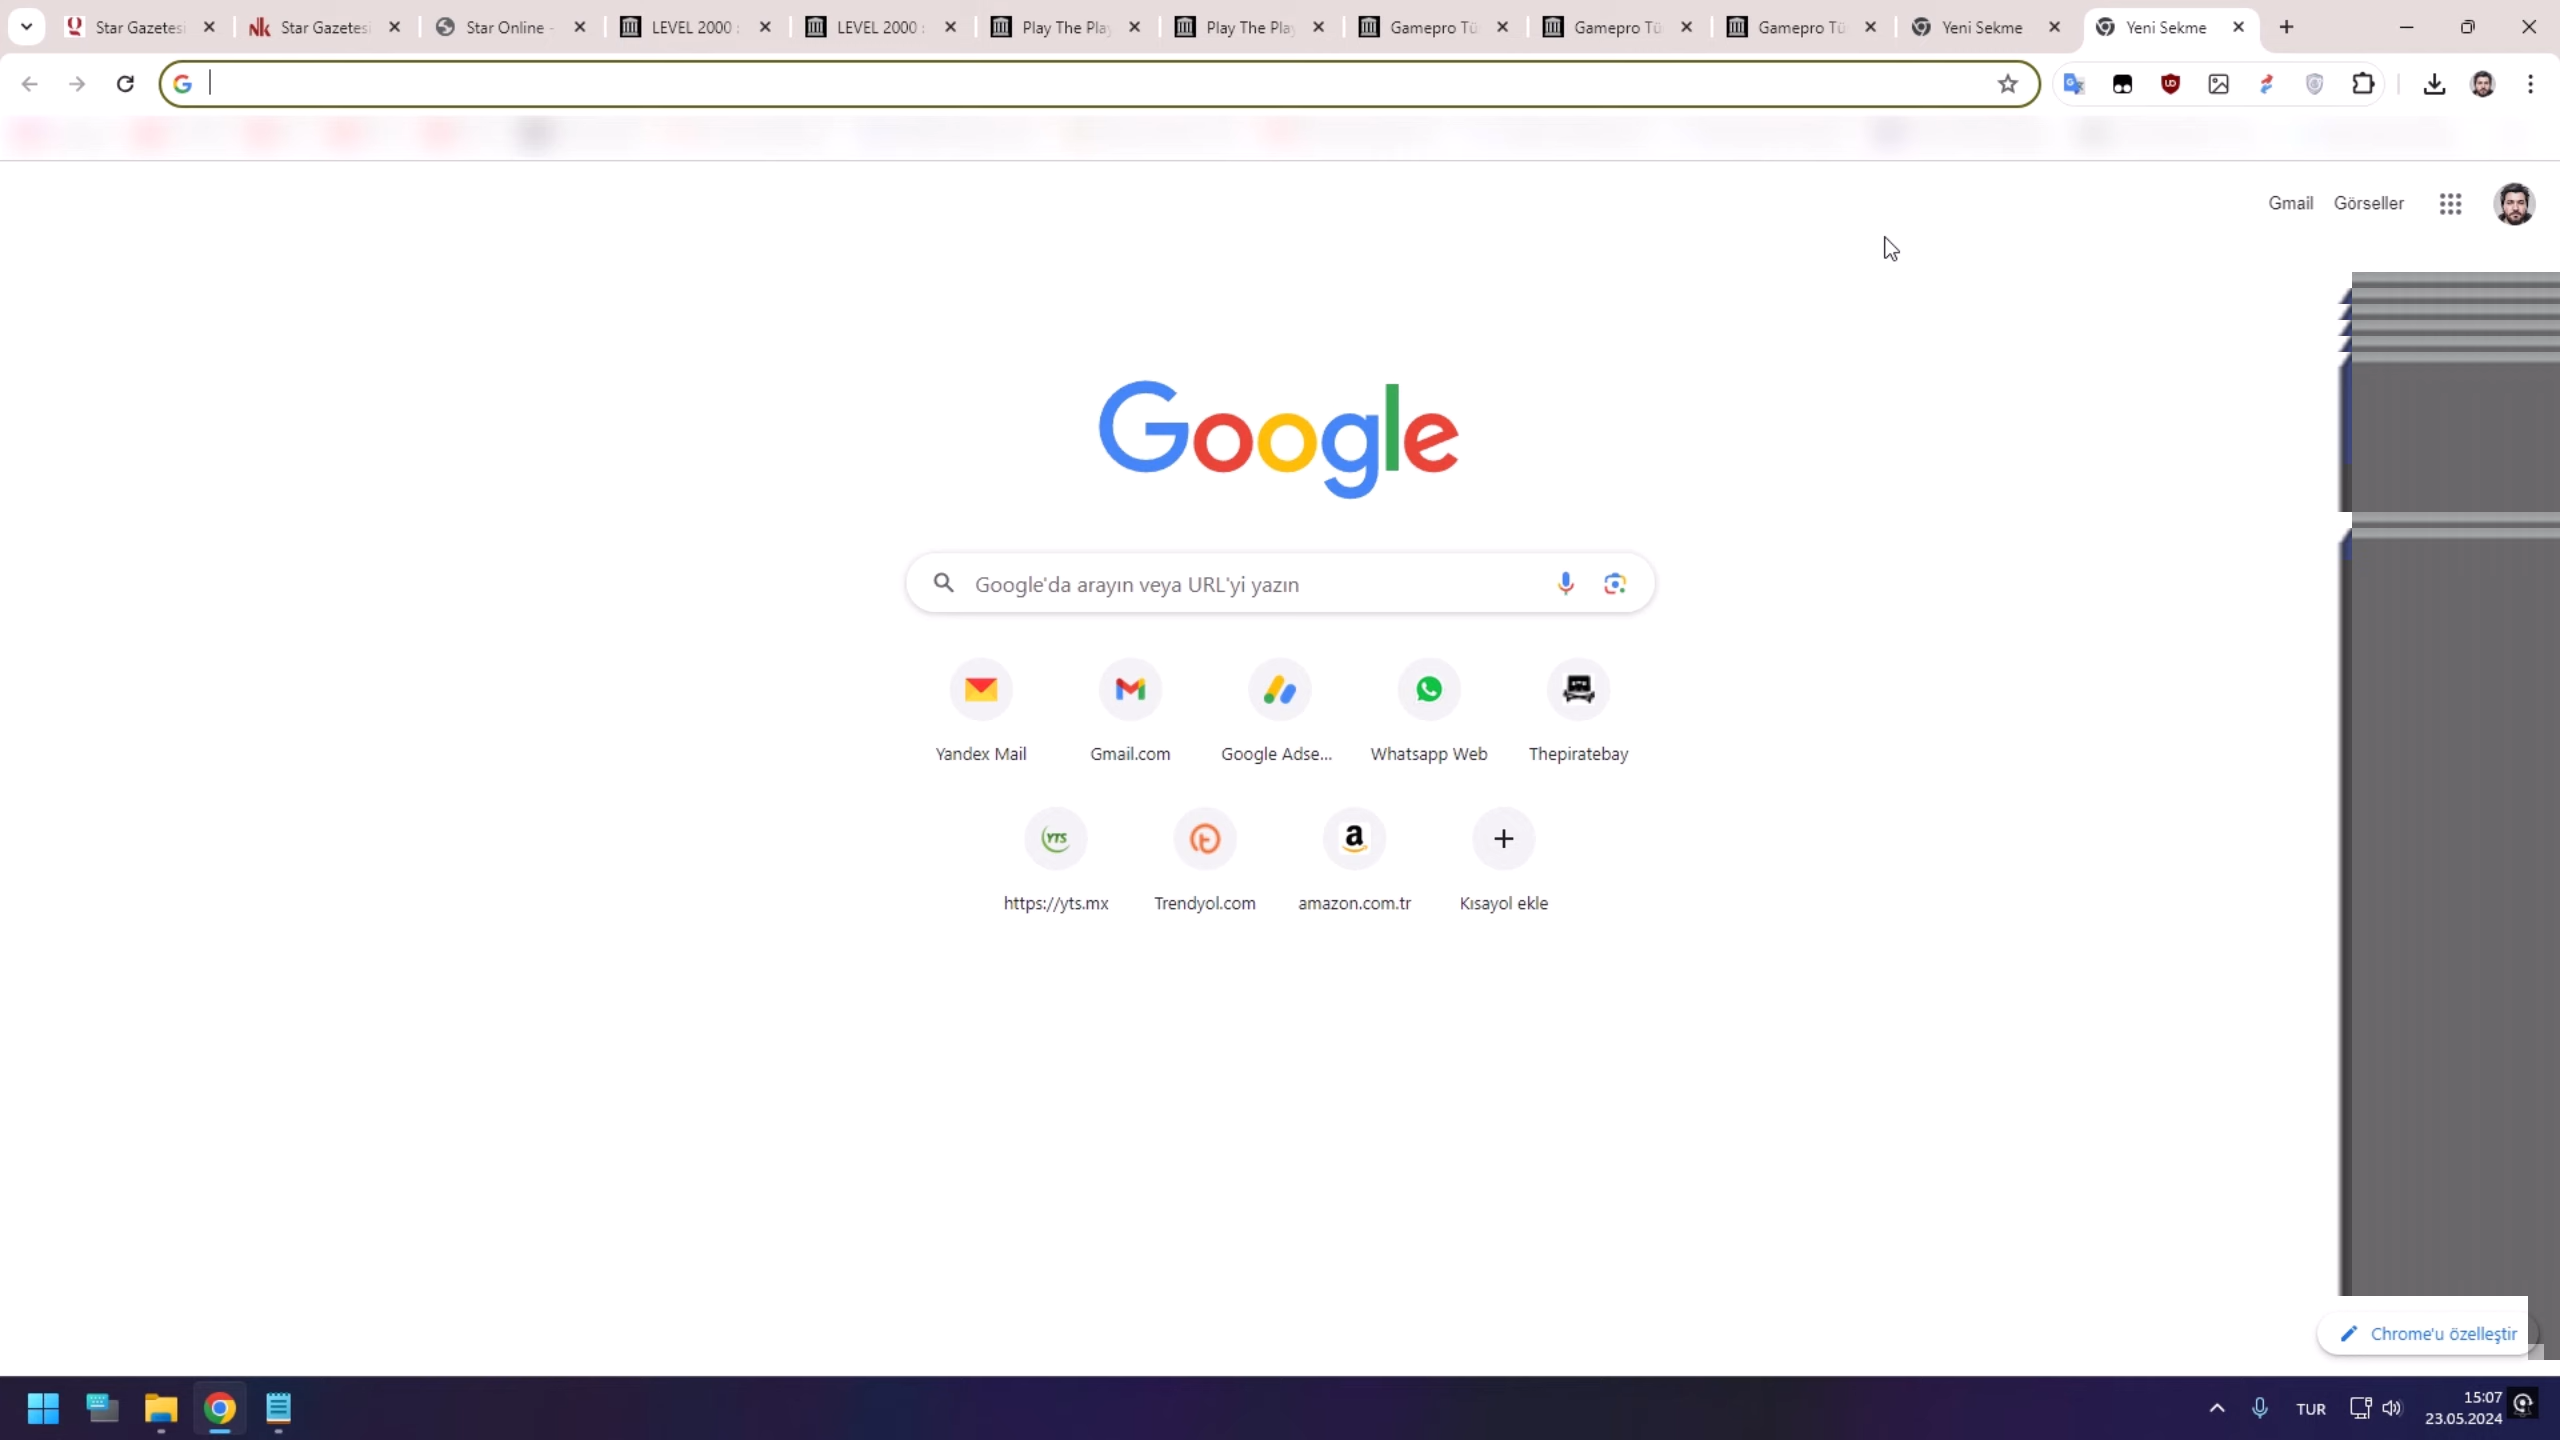 Star Gazetesi
Star Gazetesi
Star Online -
LEVEL 2000 :
LEVEL 2000 :
Play The Play
Play The Play
Gamepro Tü
Gamepro Tü
Gamepro Tü
Yeni Sekme
Yeni Sekme
Gmail Görseller
Google
Google'da arayın veya URL'yi yazın
Yandex Mail
Gmail.com
Google Adse...
Whatsapp Web
Thepiratebay
YTS
https://yts.mx
Trendyol.com
amazon.com.tr
Kısayol ekle
Chrome'u özelleştir
TUR
15:07
23.05.2024